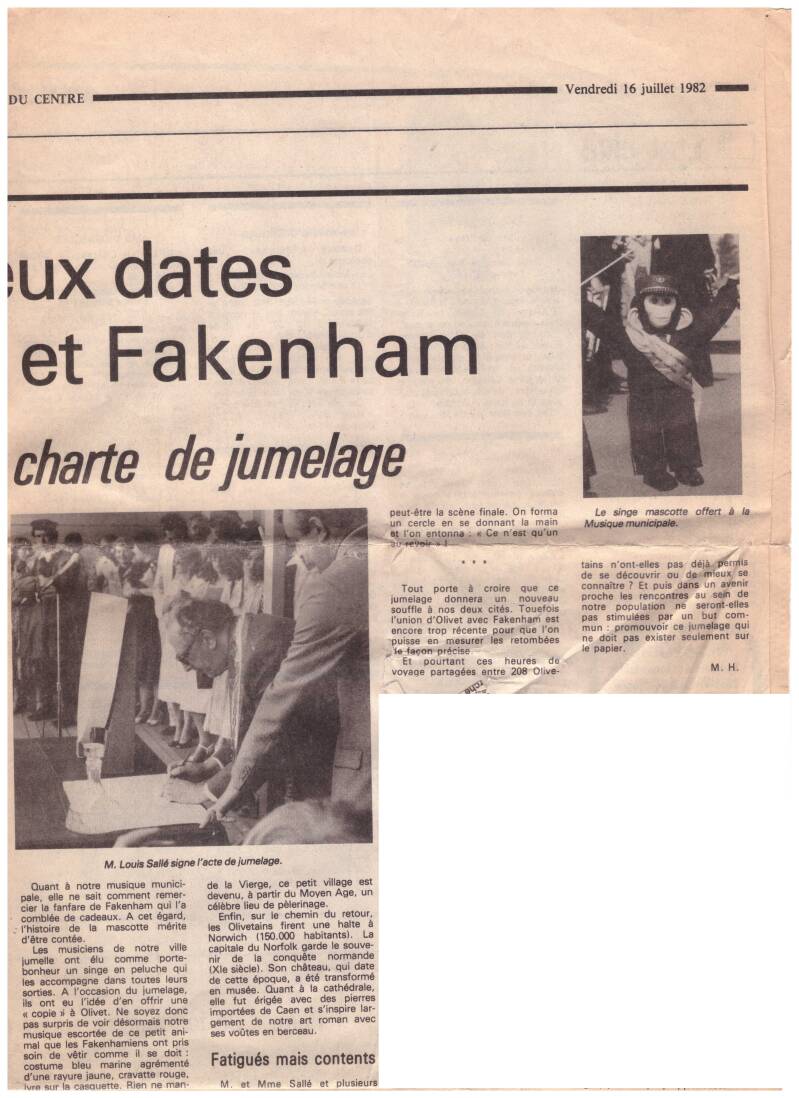 DU CENTRE
Vendredi 16 juillet 1982
eux dates
et Fakenham
charte de jumelage
Le singe mascotte offert à la
Musique municipale.
peut-être la scène finale. On forma
un cercle en se donnant la main
et l'on entonna : « Ce n'est qu'un
au revoir » !
* * *
Tout porte à croire que ce
jumelage donnera un nouveau
souffle à nos deux cités. Touefois
l'union d'Olivet avec Fakenham est
encore trop récente pour que l'on
puisse en mesurer les retombées
de façon précise.
Et pourtant ces heures de
voyage partagées entre 208 Olive-
tains n'ont-elles pas déjà permis
de se découvrir ou de mieux se
connaître ? Et puis dans un avenir
proche les rencontres au sein de
notre population ne seront-elles
pas stimulées par un but com-
mun : promouvoir ce jumelage qui
ne doit pas exister seulement sur
le papier.
M. H.
M. Louis Sallé signe l'acte de jumelage.
Quant à notre musique munici-
pale, elle ne sait comment remer-
cier la fanfare de Fakenham qui l'a
comblée de cadeaux. A cet égard,
l'histoire de la mascotte mérite
d'être contée.
Les musiciens de notre ville
jumelle ont élu comme porte-
bonheur un singe en peluche qui
les accompagne dans toutes leurs
sorties. A l'occasion du jumelage,
ils ont eu l'idée d'en offrir une
« copie » à Olivet. Ne soyez donc
pas surpris de voir désormais notre
musique escortée de ce petit ani-
mal que les Fakenhamiens ont pris
soin de vêtir comme il se doit :
costume bleu marine agrémenté
d'une rayure jaune, cravatte rouge,
lyre sur la casquette. Rien ne man-
de la Vierge, ce petit village est
devenu, à partir du Moyen Age, un
célèbre lieu de pèlerinage.
Enfin, sur le chemin du retour,
les Olivetains firent une halte à
Norwich (150.000 habitants). La
capitale du Norfolk garde le souve-
nir de la conquête normande
(XIe siècle). Son château, qui date
de cette époque, a été transformé
en musée. Quant à la cathédrale,
elle fut érigée avec des pierres
importées de Caen et s'inspire lar-
gement de notre art roman avec
ses voûtes en berceau.
Fatigués mais contents
M. et Mme Sallé et plusieurs